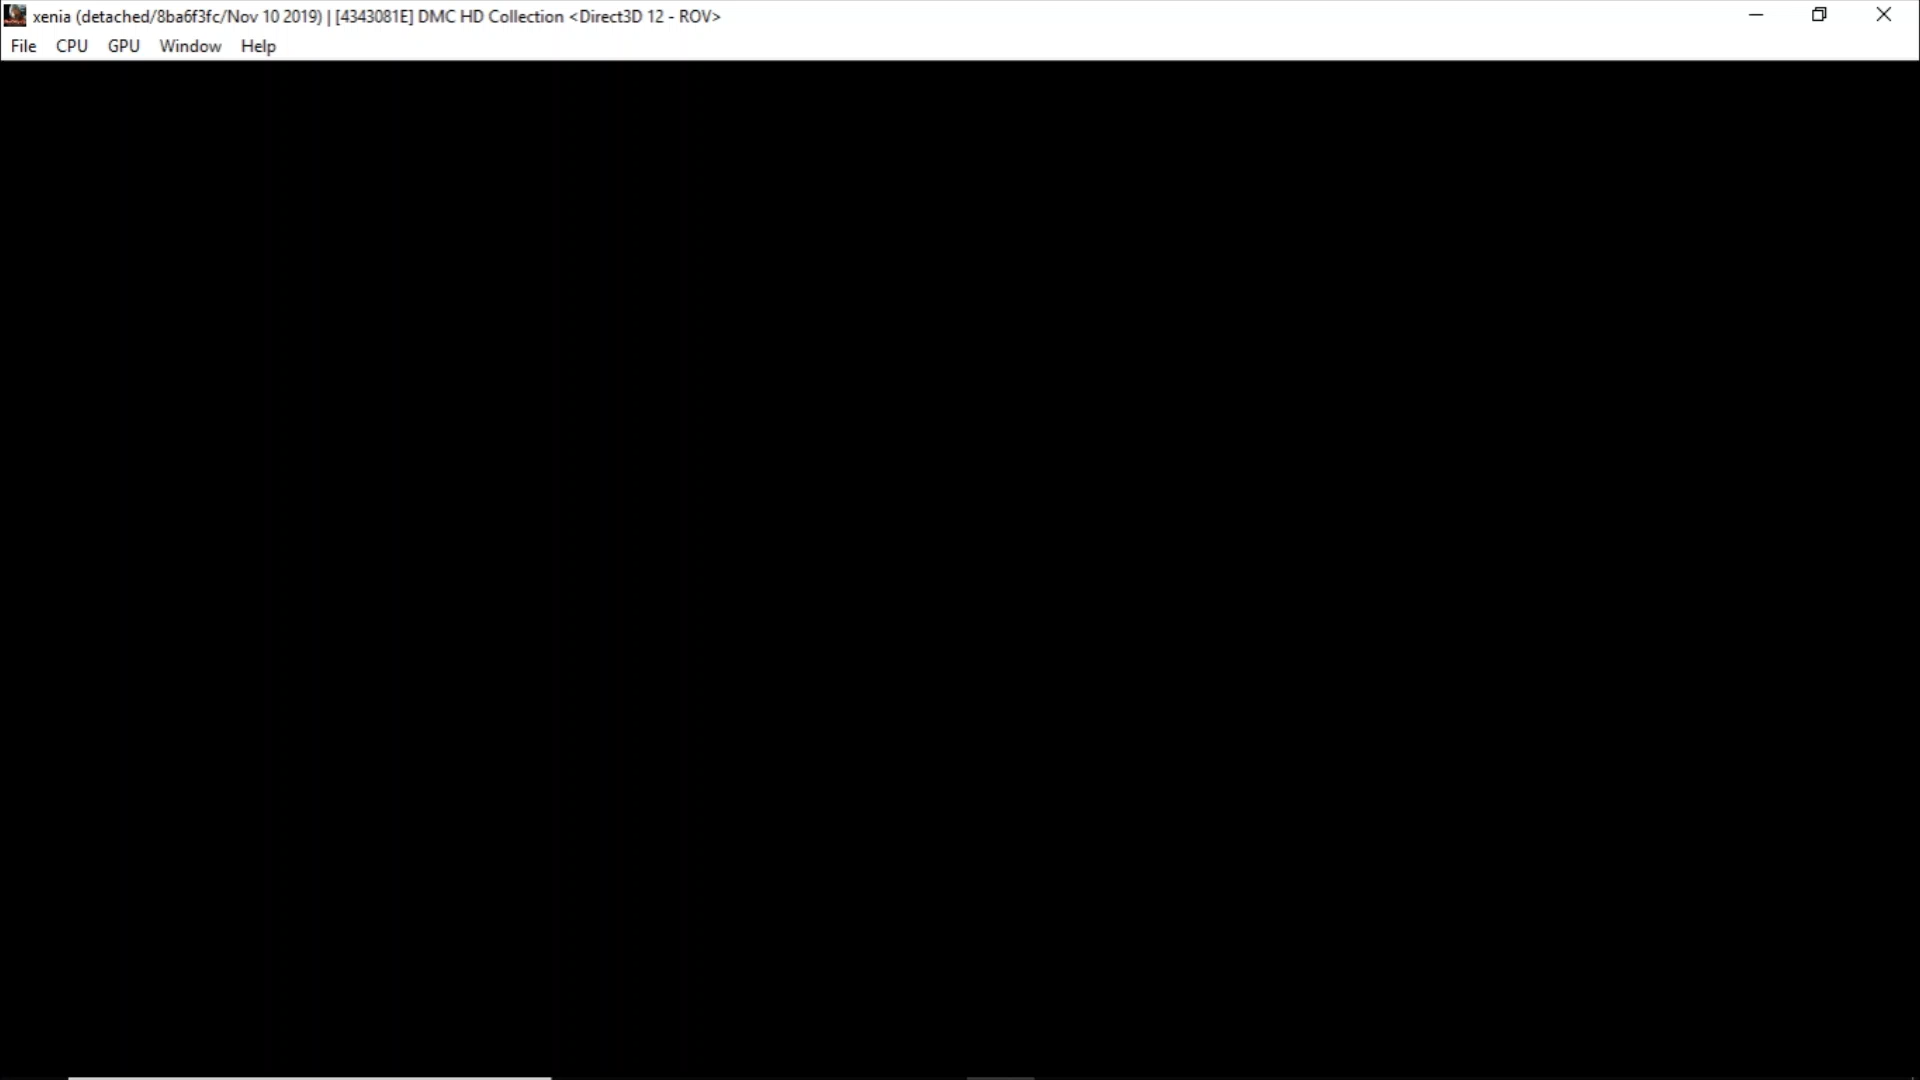 xenia (detached/8ba6f3fc/Nov 10 2019) | [4343081E] DMC HD Collection <Direct3D 12 - ROV>
File CPU GPU Window Help